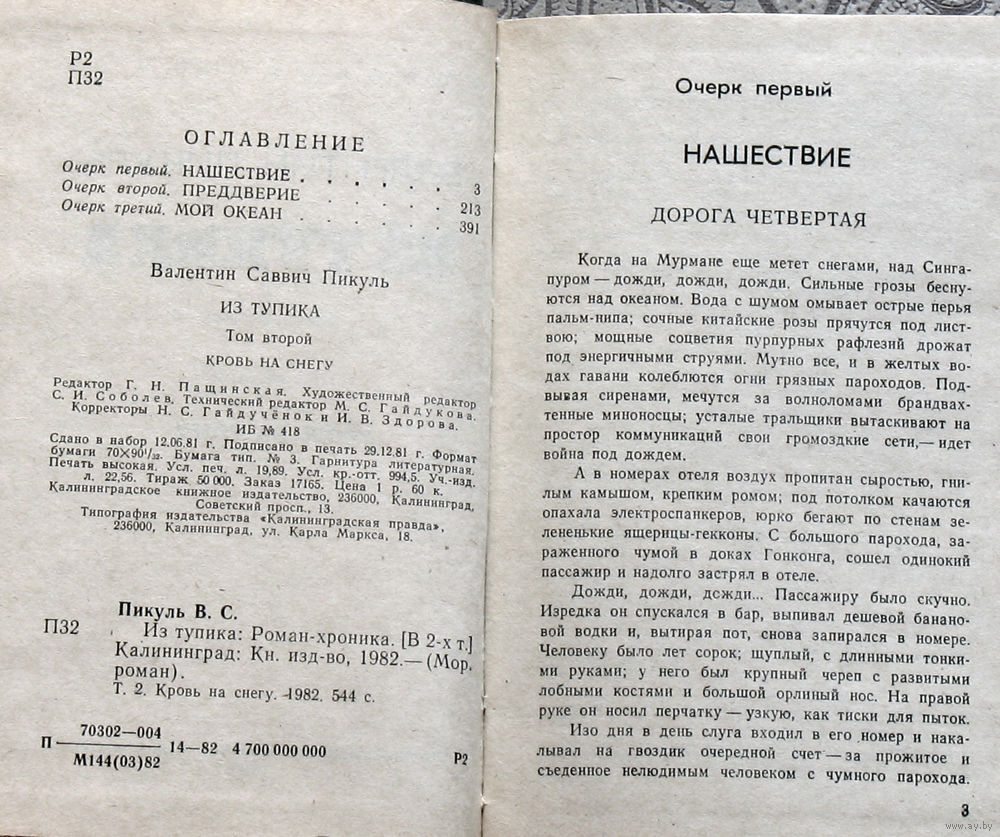 Р2
П32
ОГЛАВЛЕНИЕ
Очерк первый. НАШЕСТВИЕ . . . . . . . 3
Очерк второй. ПРЕДДВЕРИЕ . . . . . . 213
Очерк третий. МОЙ ОКЕАН . . . . . . 391
Валентин Саввич Пикуль
ИЗ ТУПИКА
Том второй
КРОВЬ НА СНЕГУ
Редактор Г. Н. Пащинская. Художественный редактор
С. И. Соболев. Технический редактор М. С. Гайдукова.
Корректоры Н. С. Гайдучёнок и И. В. Здорова.
ИБ № 418
Сдано в набор 12.06.81 г. Подписано в печать 29.12.81 г. Формат
бумаги 70×90¹/₃₂. Бумага тип. № 3. Гарнитура литературная.
Печать высокая. Усл. печ. л. 19,89. Усл. кр.-отт. 994,5. Уч.-изд.
л. 22,56. Тираж 50 000. Заказ 17165. Цена 1 р. 60 к.
Калининградское книжное издательство, 236000, Калининград,
Советский просп., 13.
Типография издательства «Калининградская правда»,
236000, Калининград, ул. Карла Маркса, 18.
Пикуль В. С.
П32 Из тупика: Роман-хроника. [В 2-х т.]
Калининград: Кн. изд-во, 1982.— (Мор.
роман).
Т. 2. Кровь на снегу. 1982. 544 с.
70302—004
П 14—82 4 700 000 000
М144(03)82
Р2
Очерк первый
НАШЕСТВИЕ
ДОРОГА ЧЕТВЕРТАЯ
Когда на Мурмане еще метет снегами, над Синга-
пуром — дожди, дожди, дожди. Сильные грозы бесну-
ются над океаном. Вода с шумом омывает острые перья
пальм-нипа; сочные китайские розы прячутся под лист-
вою; мощные соцветия пурпурных рафлезий дрожат
под энергичными струями. Мутно все, и в желтых во-
дах гавани колеблются огни грязных пароходов. Под-
вывая сиренами, мечутся за волноломами брандвах-
тенные миноносцы; усталые тральщики вытаскивают на
простор коммуникаций свои громоздкие сети,— идет
война под дождем.
А в номерах отеля воздух пропитан сыростью, гни-
лым камышом, крепким ромом; под потолком качаются
опахала электроспанкеров, юрко бегают по стенам зе-
лененькие ящерицы-гекконы. С большого парохода, за-
раженного чумой в доках Гонконга, сошел одинокий
пассажир и надолго застрял в отеле.
Дожди, дожди, дожди... Пассажиру было скучно.
Изредка он спускался в бар, выпивал дешевой банано-
вой водки и, вытирая пот, снова запирался в номере.
Человеку было лет сорок; щуплый, с длинными тонки-
ми руками; у него был крупный череп с развитыми
лобными костями и большой орлиный нос. На правой
руке он носил перчатку — узкую, как тиски для пыток.
Изо дня в день слуга входил в его номер и нака-
лывал на гвоздик очередной счет — за прожитое и
съеденное нелюдимым человеком с чумного парохода.
3
www.ay.by